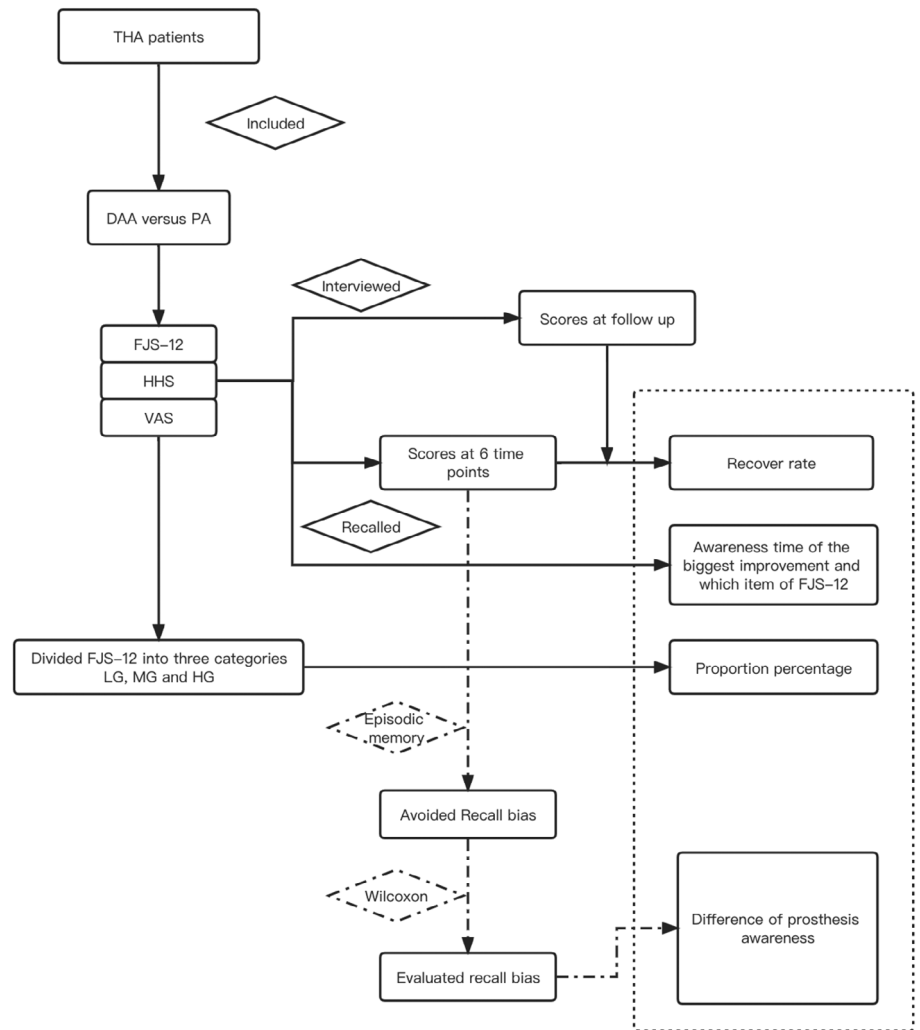 THA patients
Included
DAA versus PA
Interviewed
Scores at follow up
FJS-12
HHS
VAS
Scores at 6 time
points
Recover rate
Recalled
Awareness time of the
biggest improvement and
which item of FJS-12
Divided FJS-12 into three categories
LG, MG and HG
Proportion percentage
Episodic
memory
Avoided Recall bias
Wilcoxon
Difference of prosthesis
awareness
Evaluated recall bias